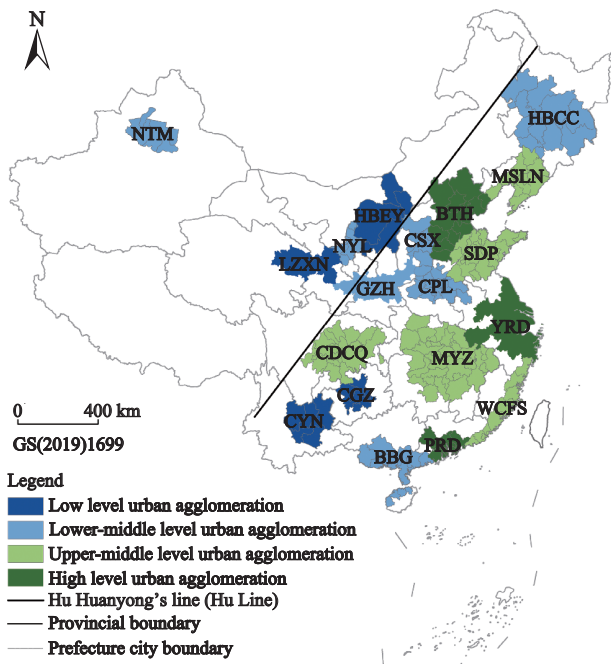 N
HBCC
NTM
MSLN
HBEY
BTH
NYL
CSX
SDP
LZXN
GZH
CPL
YRD
CDCQ
MYZ
CGZ
WCFS
CYN
PRD
BBG
0 400 km
GS(2019)1699
Legend
Low level urban agglomeration
Lower-middle level urban agglomeration
Upper-middle level urban agglomeration
High level urban agglomeration
Hu Huanyong's line (Hu Line)
Provincial boundary
Prefecture city boundary